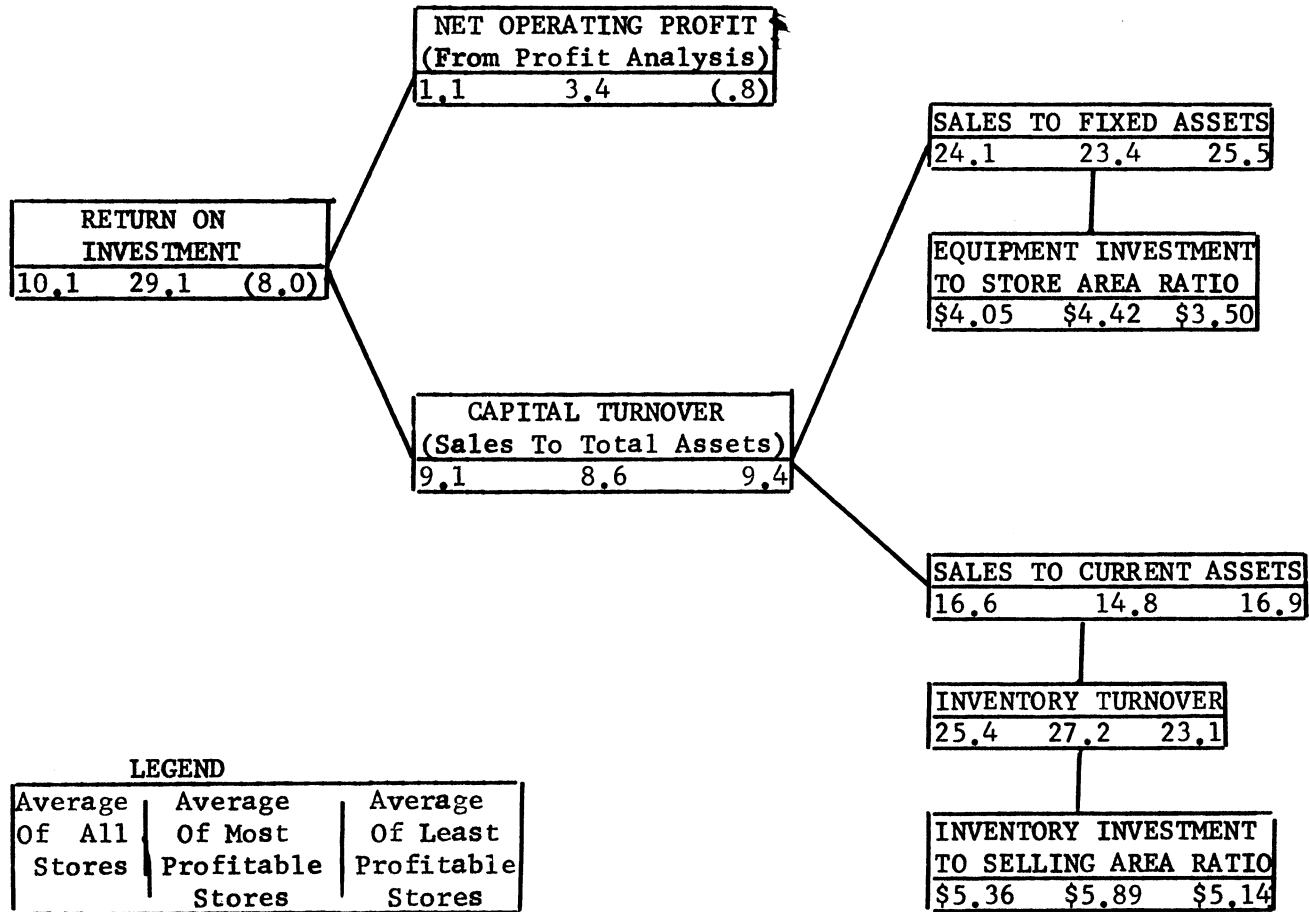 NET OPERATING PROFIT
(From Profit Analysis)
1.1 3.4 (.8)
RETURN ON
INVESTMENT
10.1 29.1 (8.0)
CAPITAL TURNOVER
(Sales To Total Assets)
9.1 8.6 9.4
SALES TO FIXED ASSETS
24.1 23.4 25.5
EQUIPMENT INVESTMENT
TO STORE AREA RATIO
$4.05 $4.42 $3.50
SALES TO CURRENT ASSETS
16.6 14.8 16.9
INVENTORY TURNOVER
25.4 27.2 23.1
INVENTORY INVESTMENT
TO SELLING AREA RATIO
$5.36 $5.89 $5.14
LEGEND
Average Average Average
Of All Of Most Of Least
Stores Profitable Profitable
Stores Stores